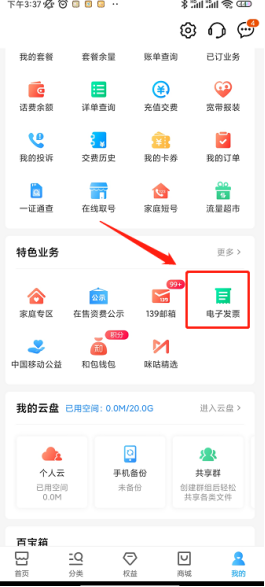 下午3:37
4
我的套餐 套餐余量 账单查询 已订业务
话费余额 详单查询 充值交费 宽带报装
我的投诉 交费历史 我的卡券 我的订单
一证通查 在线取号 家庭短号 流量超市
特色业务 更多 >
公示 99+
家庭专区 在售资费公示 139邮箱 电子发票
积分
中国移动公益 和包钱包 咪咕精选
我的云盘 已用空间：0.0M/20.0G 进入云盘 >
个人云 手机备份 共享群
已用空间 未备份 创建群组后轻松
0.0M 共享各类文件
百宝箱
首页 分类 权益 商城 我的